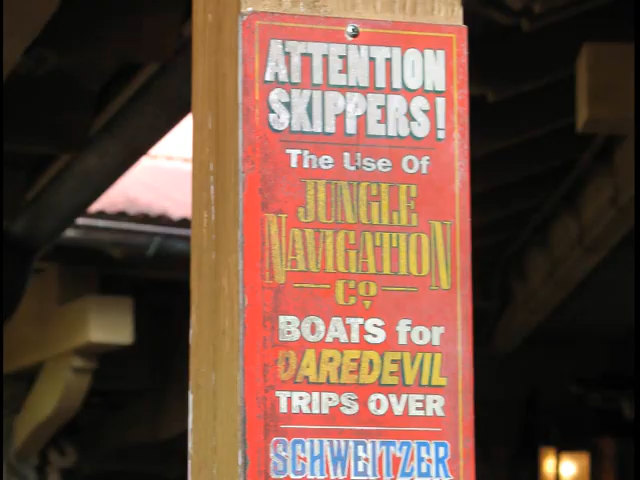 ATTENTION
SKIPPERS!
The Use Of
JUNGLE
NAVIGATION
Co
BOATS for
DAREDEVIL
TRIPS OVER
SCHWEITZER